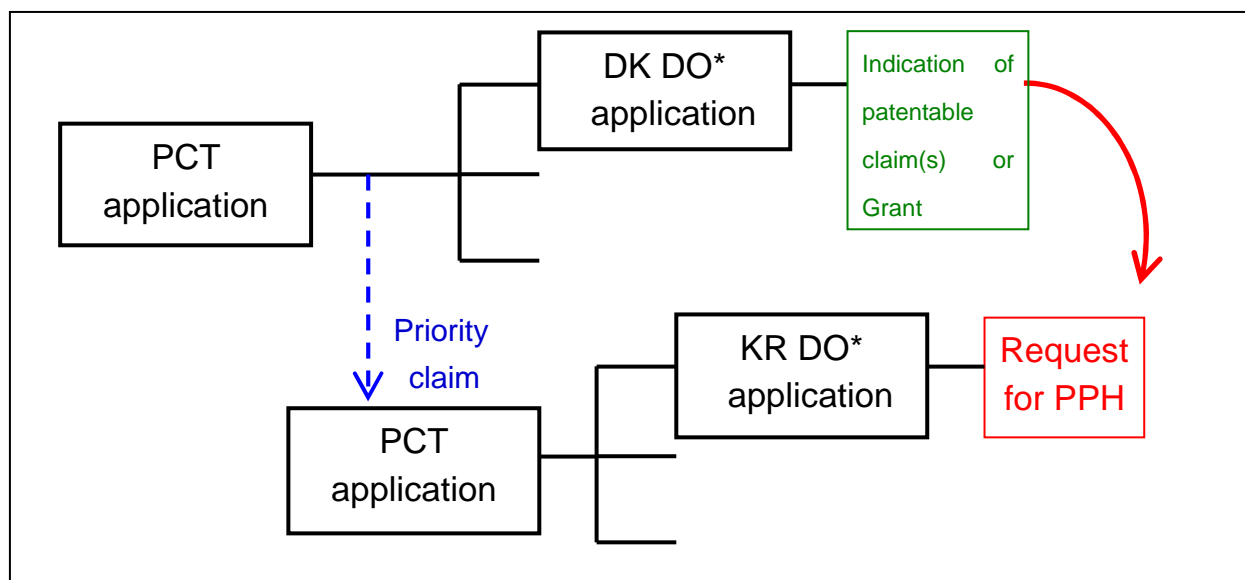 DK DO*
application
Indication of
patentable
claim(s) or
Grant
PCT
application
Priority
claim
KR DO*
application
Request
for PPH
PCT
application